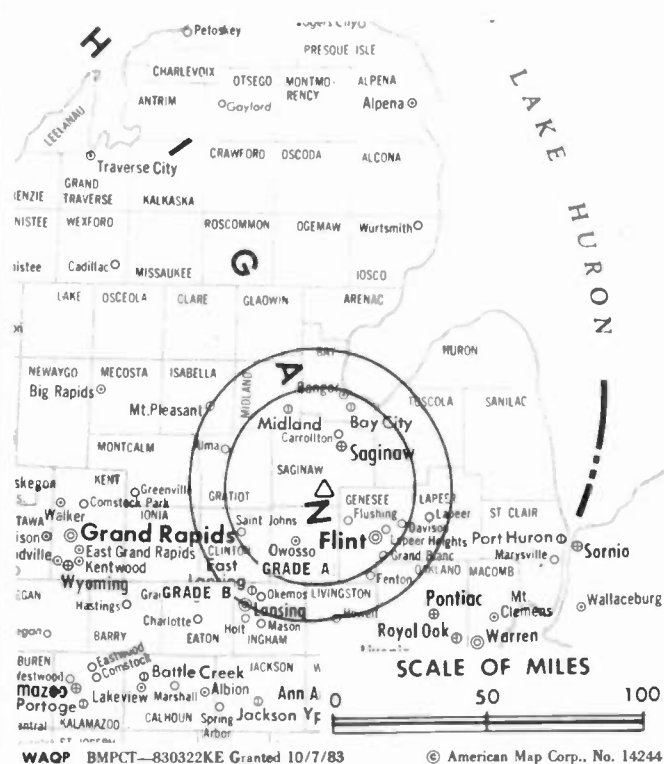 Petoskey
PRESQUE ISLE
H
CHARLEVOIX
OTSEGO
MONTMO-
RENCY
ALPENA
LAKE HURON
ANTRIM
Gaylord
Alpena
LEELANAU
I
Traverse City
CRAWFORD
OSCODA
ALCONA
GRAND
TRAVERSE
KALKASKA
WEXFORD
ROSCOMMON
OGEMAW
Wurtsmith
G
Cadillac
MISSAUKEE
IOSCO
LAKE
OSCEOLA
CLARE
GLADWIN
ARENAC
BAY
HURON
NEWAYGO
MECOSTA
ISABELLA
MIDLAND
A
Bangor
TUSCOLA
SANILAC
Big Rapids
Mt. Pleasant
Midland
Bay City
Carrollton
MONTCALM
Alma
Saginaw
SAGINAW
KENT
Greenville
GRATIOT
N
GENESEE
LAPEER
Walker
Comstock Park
IONIA
Saint Johns
Flushing
Lapeer
ST CLAIR
Grand Rapids
Owosso
Flint
Davison
Lapeer Heights
Port Huron
Sornio
East Grand Rapids
CLINTON
GRADE A
Grand Blanc
Marysville
Kentwood
East
Lansing
Fenton
OAKLAND
MACOMB
Wyoming
GRADE B
Okemos
LIVINGSTON
Hastings
Lansing
Howell
Pontiac
Mt.
Clemens
Wallaceburg
Charlotte
Holt
Mason
BARRY
EATON
INGHAM
Royal Oak
Warren
BUREN
Eastwood
Comstock
Battle Creek
JACKSON
SCALE OF MILES
Portage
Lakeview
Marshall
Albion
Ann A
0 50 100
KALAMAZOO
CALHOUN
Spring
Arbor
Jackson
WAQP BMPCT—830322KE Granted 10/7/83
© American Map Corp., No. 14244